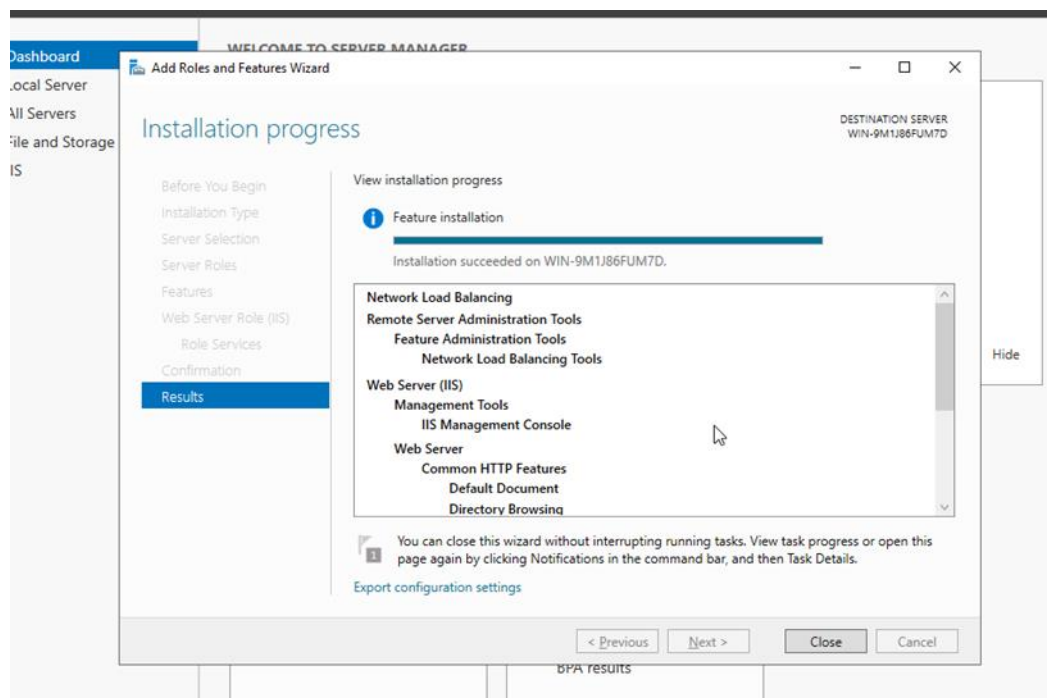 WELCOME TO SERVER MANAGER
Dashboard
Local Server
All Servers
File and Storage
IIS
Add Roles and Features Wizard
Installation progress
DESTINATION SERVER
WIN-9M1J86FUM7D
Before You Begin
Installation Type
Server Selection
Server Roles
Features
Web Server Role (IIS)
Role Services
Confirmation
Results
View installation progress
Feature installation
Installation succeeded on WIN-9M1J86FUM7D.
Network Load Balancing
Remote Server Administration Tools
Feature Administration Tools
Network Load Balancing Tools
Web Server (IIS)
Management Tools
IIS Management Console
Web Server
Common HTTP Features
Default Document
Directory Browsing
1
You can close this wizard without interrupting running tasks. View task progress or open this
page again by clicking Notifications in the command bar, and then Task Details.
Export configuration settings
< Previous
Next >
Close
Cancel
Hide
BPA results